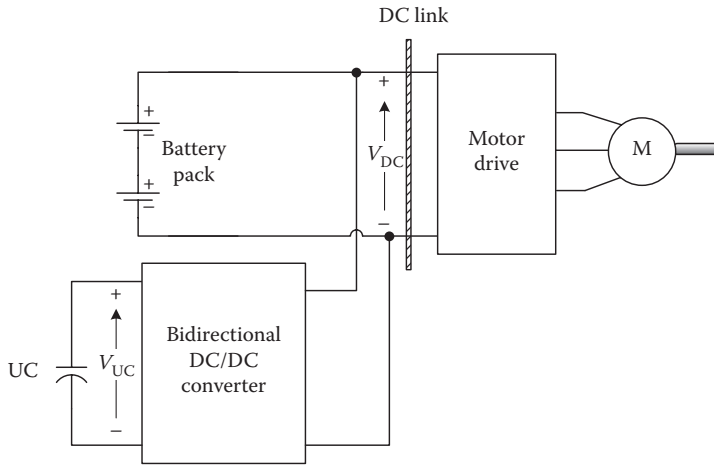 DC link
+
−
+
−
Battery
pack
+
V_DC
−
Motor
drive
M
UC
+
V_UC
−
Bidirectional
DC/DC
converter